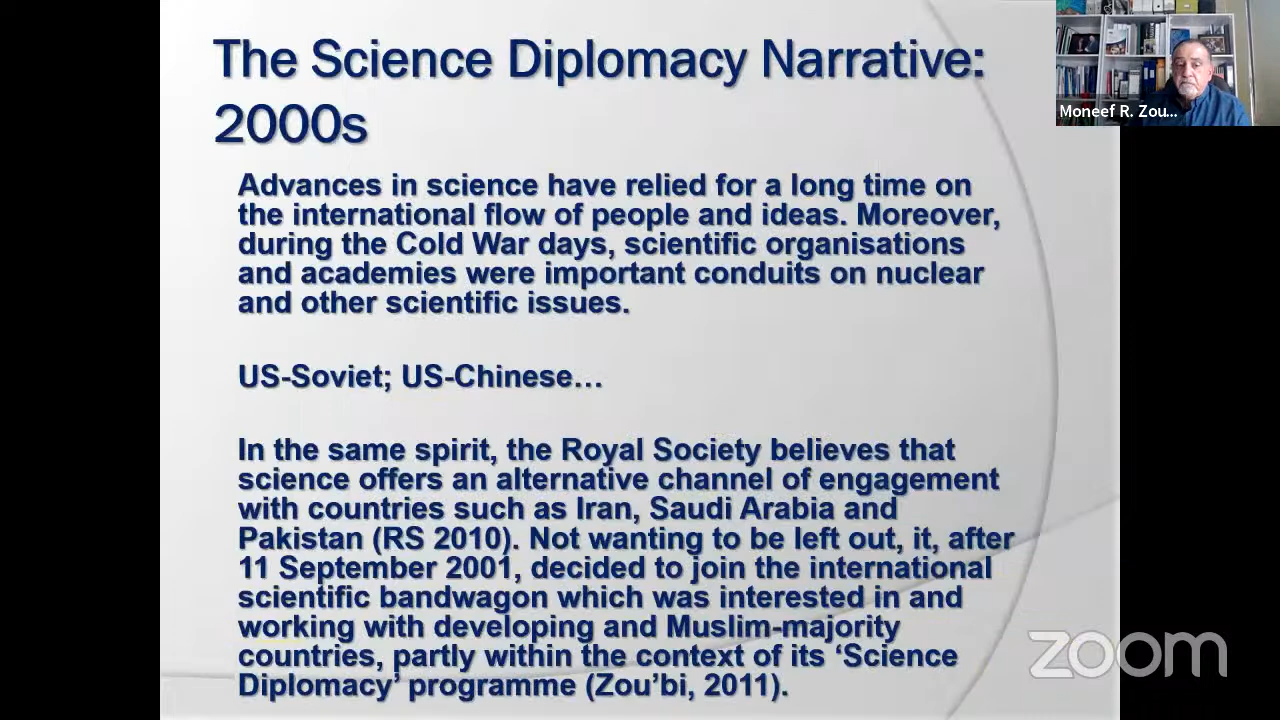 The Science Diplomacy Narrative:
2000s
Moneef R. Zou...
Advances in science have relied for a long time on
the international flow of people and ideas. Moreover,
during the Cold War days, scientific organisations
and academies were important conduits on nuclear
and other scientific issues.
US-Soviet; US-Chinese…
In the same spirit, the Royal Society believes that
science offers an alternative channel of engagement
with countries such as Iran, Saudi Arabia and
Pakistan (RS 2010). Not wanting to be left out, it, after
11 September 2001, decided to join the international
scientific bandwagon which was interested in and
working with developing and Muslim-majority
countries, partly within the context of its ‘Science
Diplomacy’ programme (Zou’bi, 2011).
zoom